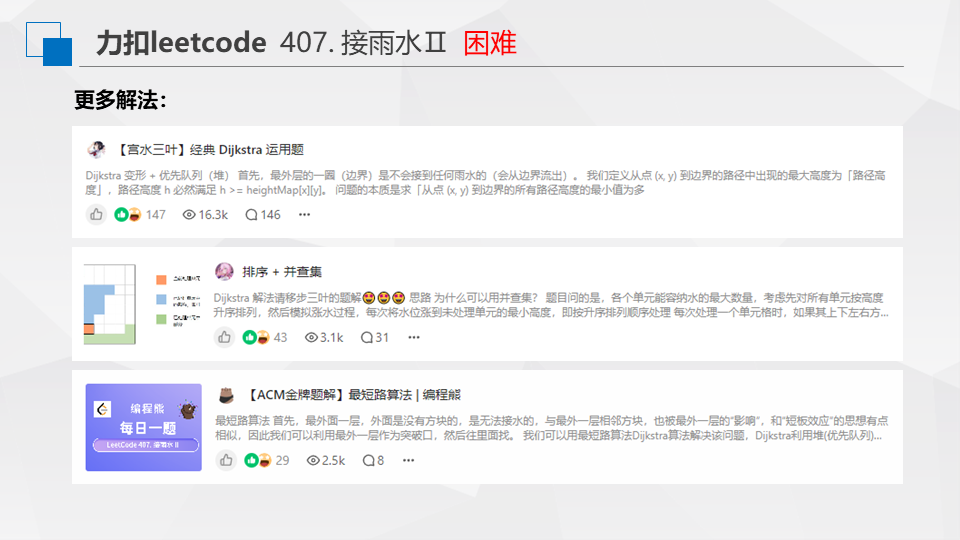 力扣leetcode 407. 接雨水Ⅱ 困难
更多解法：
【宫水三叶】经典 Dijkstra 运用题
Dijkstra 变形 + 优先队列（堆） 首先，最外层的一圈（边界）是不会接到任何雨水的（会从边界流出）。 我们定义从点 (x, y) 到边界的路径中出现的最大高度为「路径高
度」，路径高度 h 必然满足 h >= heightMap[x][y]。 问题的本质是求「从点 (x, y) 到边界的所有路径高度的最小值为多
147 16.3k 146 ···
排序 + 并查集
Dijkstra 解法请移步三叶的题解😍😍😍 思路 为什么可以用并查集？ 题目问的是，各个单元能容纳水的最大数量，考虑先对所有单元按高度
升序排列，然后模拟涨水过程，每次将水位涨到未处理单元的最小高度，即按升序排列顺序处理 每次处理一个单元格时，如果其上下左右方...
43 3.1k 31 ···
编程熊
每日一题
LeetCode 407. 接雨水 II
【ACM金牌题解】最短路算法 | 编程熊
最短路算法 首先，最外面一层，外面是没有方块的，是无法接水的，与最外一层相邻方块，也被最外一层的“影响”，和“短板效应”的思想有点
相似，因此我们可以利用最外一层作为突破口，然后往里面找。 我们可以用最短路算法Dijkstra算法解决该问题，Dijkstra利用堆(优先队列)...
29 2.5k 8 ···